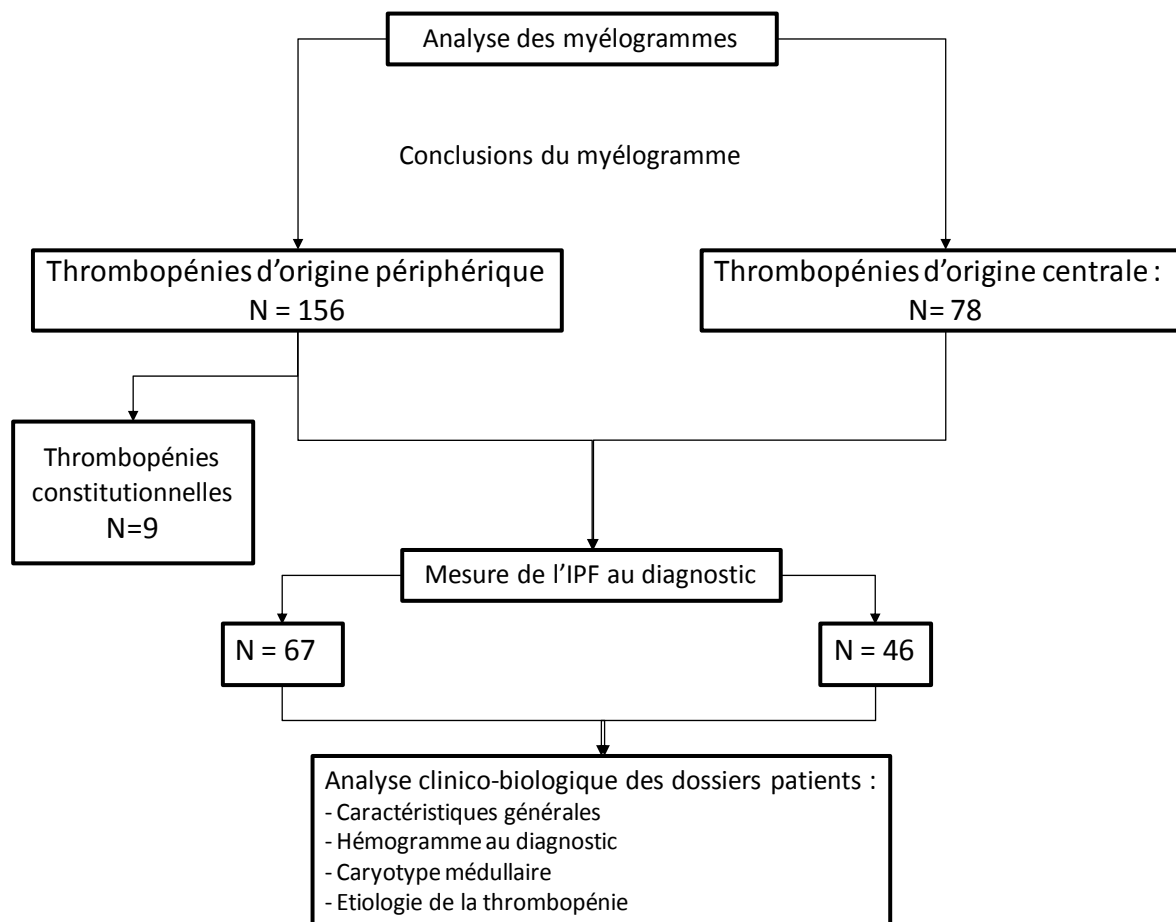 Analyse des myélogrammes
Conclusions du myélogramme
Thrombopénies d’origine périphérique
N = 156
Thrombopénies d’origine centrale :
N= 78
Thrombopénies
constitutionnelles
N=9
Mesure de l’IPF au diagnostic
N = 67
N = 46
Analyse clinico-biologique des dossiers patients :
- Caractéristiques générales
- Hémogramme au diagnostic
- Caryotype médullaire
- Etiologie de la thrombopénie